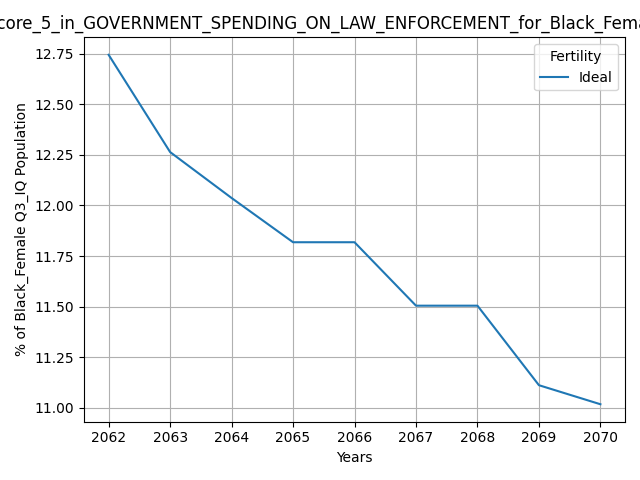 core_5_in_GOVERNMENT_SPENDING_ON_LAW_ENFORCEMENT_for_Black_Fema
Fertility
Ideal
% of Black_Female Q3_IQ Population
12.75
12.50
12.25
12.00
11.75
11.50
11.25
11.00
2062 2063 2064 2065 2066 2067 2068 2069 2070
Years